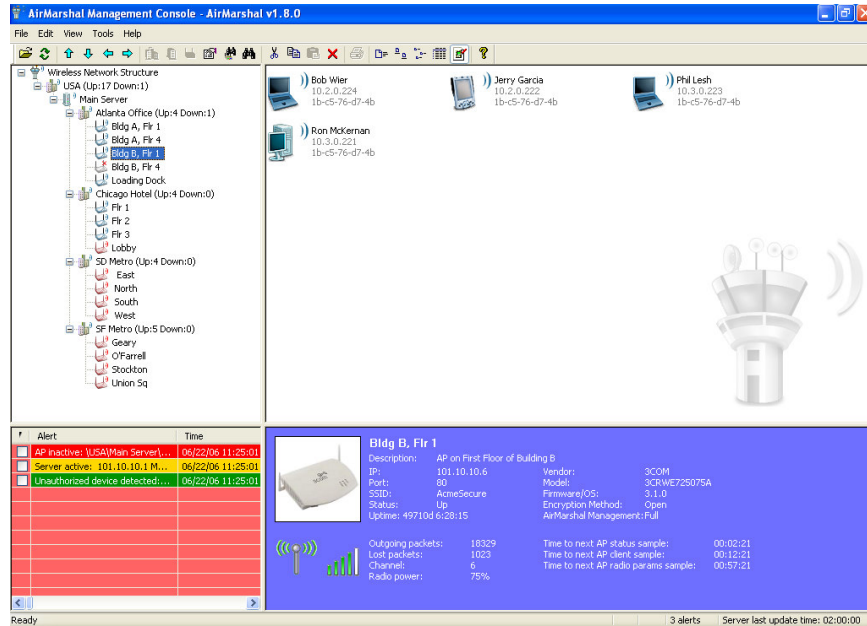 AirMarshal Management Console - AirMarshal v1.8.0
File Edit View Tools Help
Wireless Network Structure
USA (Up:17 Down:1)
Main Server
Atlanta Office (Up:4 Down:1)
Bldg A, Flr 1
Bldg A, Flr 4
Bldg B, Flr 1
Bldg B, Flr 4
Loading Dock
Chicago Hotel (Up:4 Down:0)
Flr 1
Flr 2
Flr 3
Lobby
SD Metro (Up:4 Down:0)
East
North
South
West
SF Metro (Up:5 Down:0)
Geary
O'Farrell
Stockton
Union Sq
Bob Wier
10.2.0.224
1b-c5-76-d7-4b
Jerry Garcia
10.2.0.222
1b-c5-76-d7-4b
Phil Lesh
10.3.0.223
1b-c5-76-d7-4b
Ron McKernan
10.3.0.221
1b-c5-76-d7-4b
Alert Time
AP inactive: \USA\Main Server\... 06/22/06 11:25:01
Server active: 101.10.10.1 M... 06/22/06 11:25:01
Unauthorized device detected:... 06/22/06 11:25:01
Bldg B, Flr 1
Description: AP on First Floor of Building B
IP: 101.10.10.6 Vendor: 3COM
Port: 80 Model: 3CRWE725075A
SSID: AcmeSecure Firmware/OS: 3.1.0
Status: Up Encryption Method: Open
Uptime: 49710d 6:28:15 AirMarshal Management: Full
Outgoing packets: 18329 Time to next AP status sample: 00:02:21
Lost packets: 1023 Time to next AP client sample: 00:12:21
Channel: 6 Time to next AP radio params sample: 00:57:21
Radio power: 75%
Ready 3 alerts Server last update time: 02:00:00